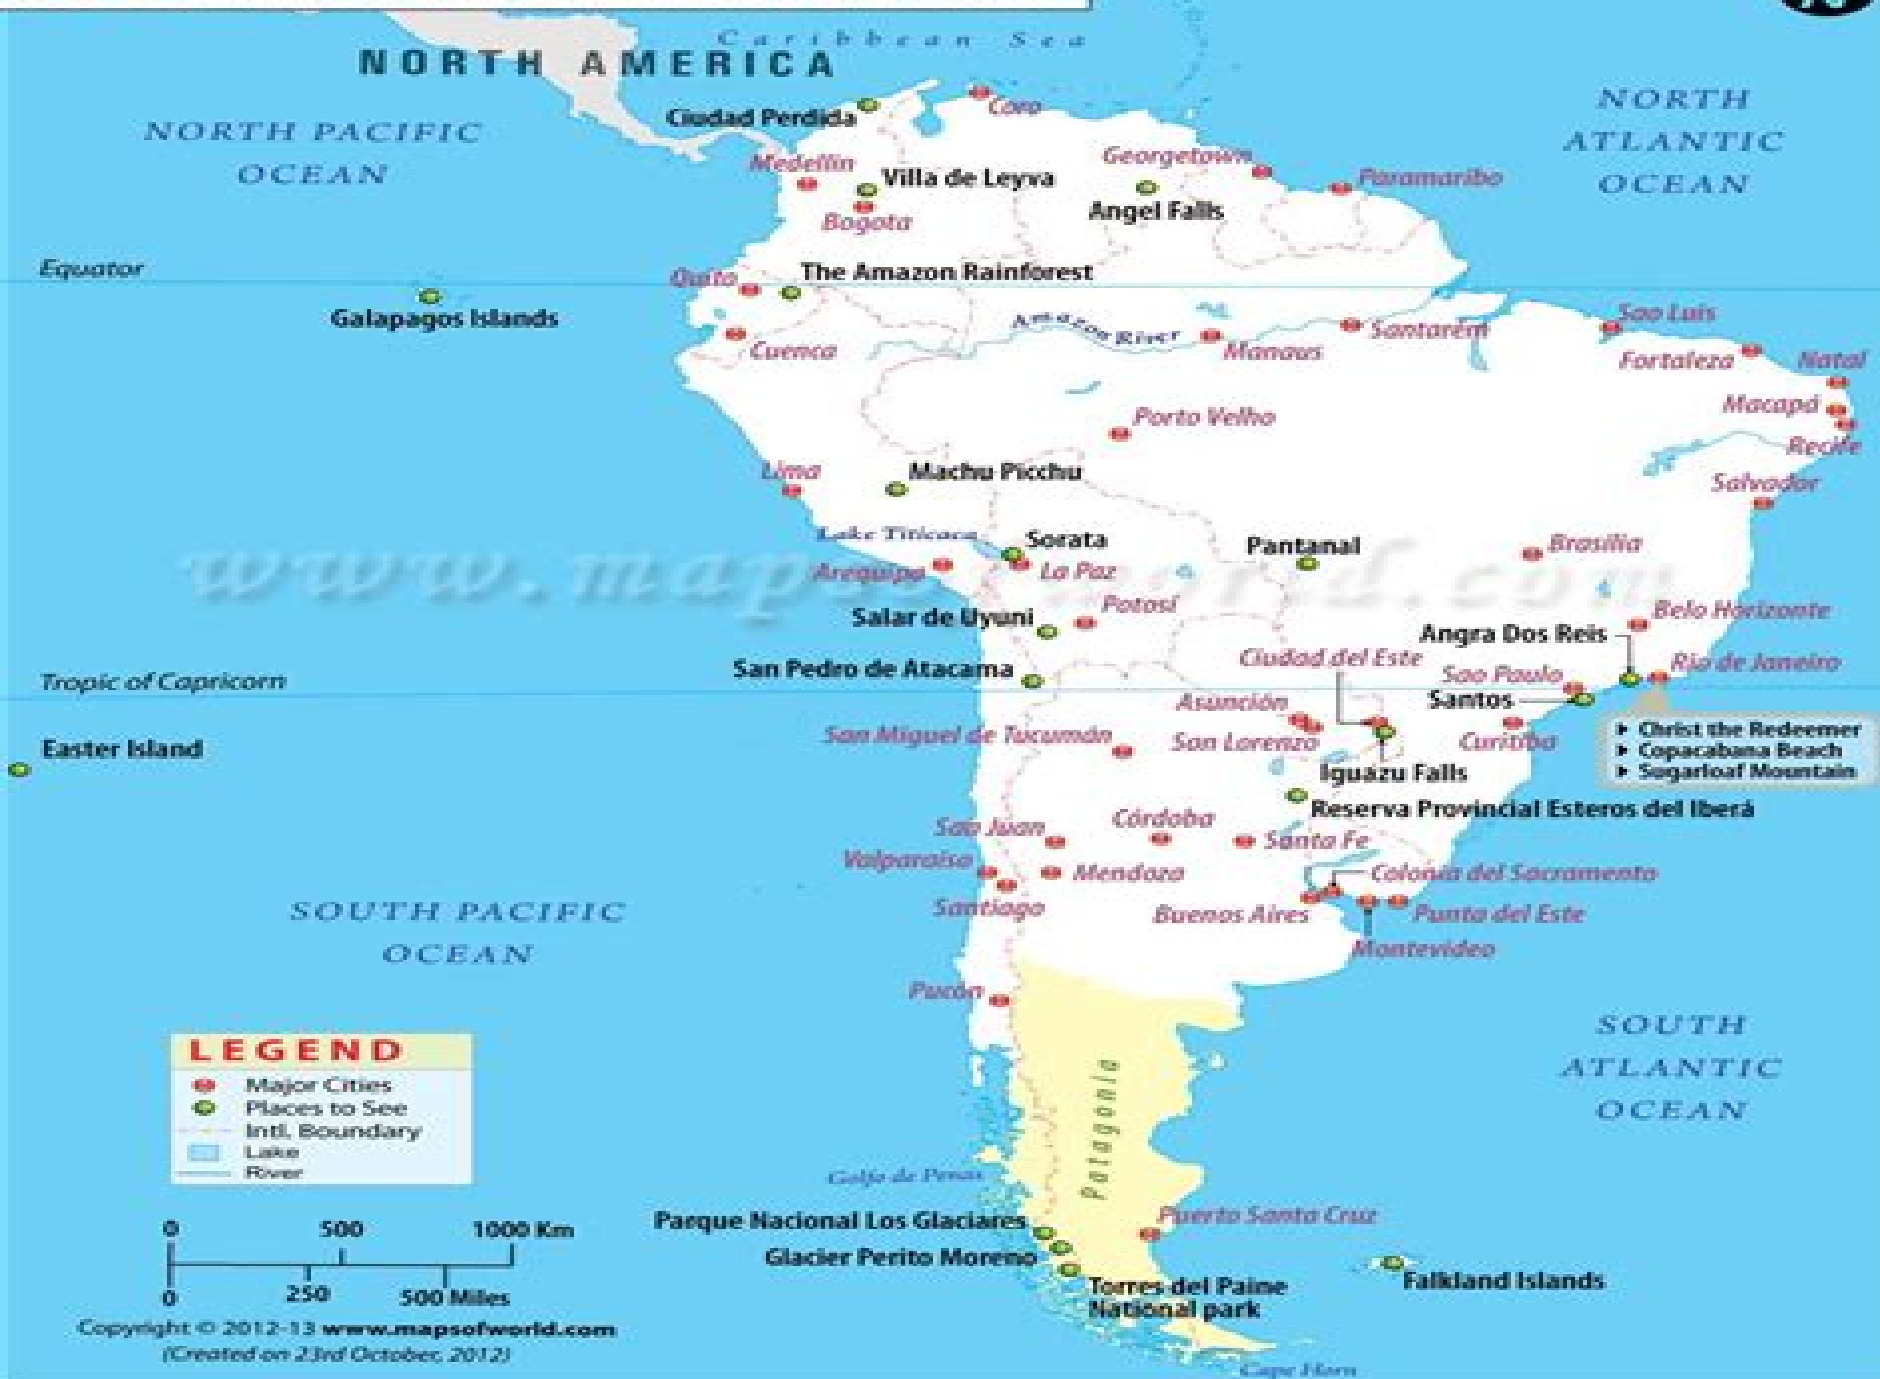 Caribbean Sea
NORTH AMERICA
NORTH PACIFIC
OCEAN
NORTH
ATLANTIC
OCEAN
Ciudad Perdida
Coro
Medellin
Villa de Leyva
Bogota
Georgetown
Paramaribo
Angel Falls
Equator
Quito
The Amazon Rainforest
Galapagos Islands
Cuenca
Amazon River
Manaus
Santarém
Sao Luis
Fortaleza
Natal
Macapá
Recife
Porto Velho
Lima
Machu Picchu
Salvador
Lake Titicaca
Sorata
Pantanal
Brasilia
www.mapsofworld.com
Arequipa
La Paz
Salar de Uyuni
Potosí
Belo Horizonte
Angra Dos Reis
Ciudad del Este
Rio de Janeiro
San Pedro de Atacama
Tropic of Capricorn
Sao Paulo
Santos
Asunción
San Miguel de Tucumán
San Lorenzo
Curitiba
Christ the Redeemer
Copacabana Beach
Sugarloaf Mountain
Easter Island
Iguazu Falls
Reserva Provincial Esteros del Iberá
San Juan
Córdoba
Santa Fe
Valparaiso
Mendoza
Colonia del Sacramento
Santiago
Buenos Aires
Punta del Este
Montevideo
SOUTH PACIFIC
OCEAN
Pucón
SOUTH
ATLANTIC
OCEAN
LEGEND
Major Cities
Places to See
Intl. Boundary
Lake
River
Patagonia
Golfo de Penas
Parque Nacional Los Glaciares
Puerto Santa Cruz
Glacier Perito Moreno
Torres del Paine
National park
Falkland Islands
0 500 1000 Km
0 250 500 Miles
Copyright © 2012-13 www.mapsofworld.com
(Created on 23rd October, 2012)
Cape Horn